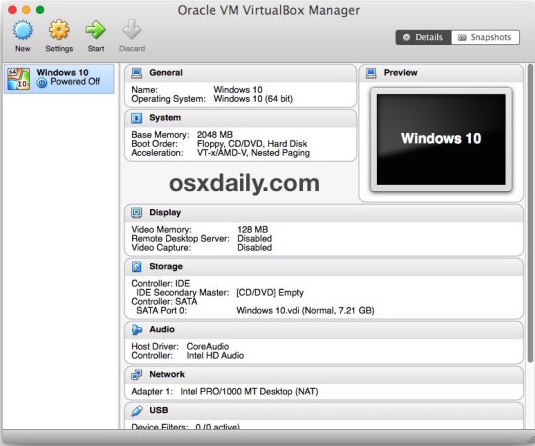 Oracle VM VirtualBox Manager
New Settings Start Discard
Details Snapshots
64
10
Windows 10
Powered Off
General
Name: Windows 10
Operating System: Windows 10 (64 bit)
System
Base Memory: 2048 MB
Boot Order: Floppy, CD/DVD, Hard Disk
Acceleration: VT-x/AMD-V, Nested Paging
Preview
Windows 10
osxdaily.com
Display
Video Memory: 128 MB
Remote Desktop Server: Disabled
Video Capture: Disabled
Storage
Controller: IDE
IDE Secondary Master: [CD/DVD] Empty
Controller: SATA
SATA Port 0: Windows 10.vdi (Normal, 7.21 GB)
Audio
Host Driver: CoreAudio
Controller: Intel HD Audio
Network
Adapter 1: Intel PRO/1000 MT Desktop (NAT)
USB
Device Filters: 0 (0 active)